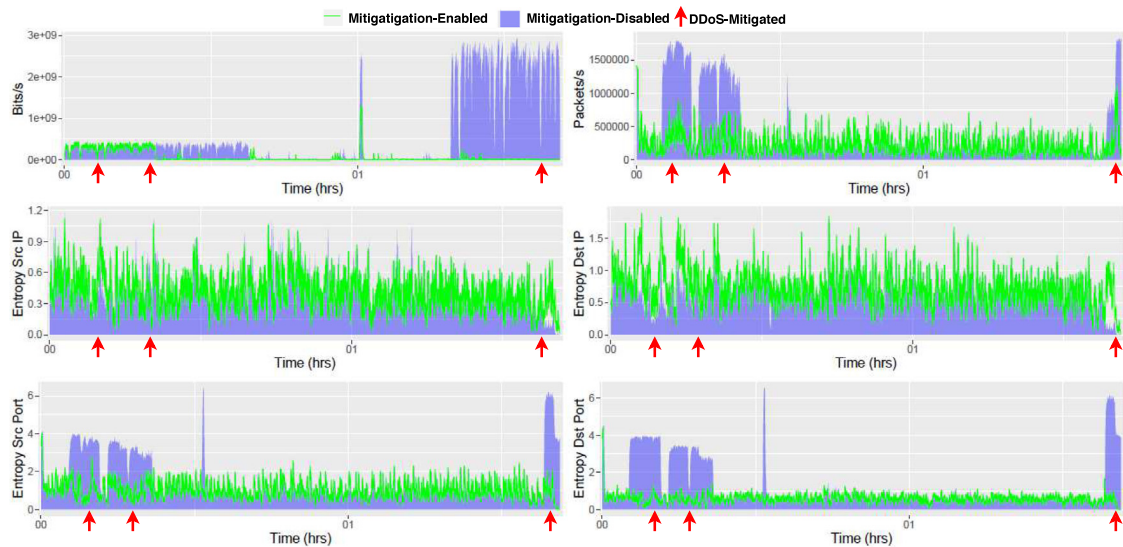 Mitigatigation-Enabled Mitigatigation-Disabled DDoS-Mitigated
3e+09
2e+09
1e+09
0e+00
Bits/s
00 01
Time (hrs)
1500000
1000000
500000
0
Packets/s
00 01
Time (hrs)
1.2
0.9
0.6
0.3
0.0
Entropy Src IP
00 01
Time (hrs)
1.5
1.0
0.5
0.0
Entropy Dst IP
00 01
Time (hrs)
6
4
2
0
Entropy Src Port
00 01
Time (hrs)
6
4
2
0
Entropy Dst Port
00 01
Time (hrs)